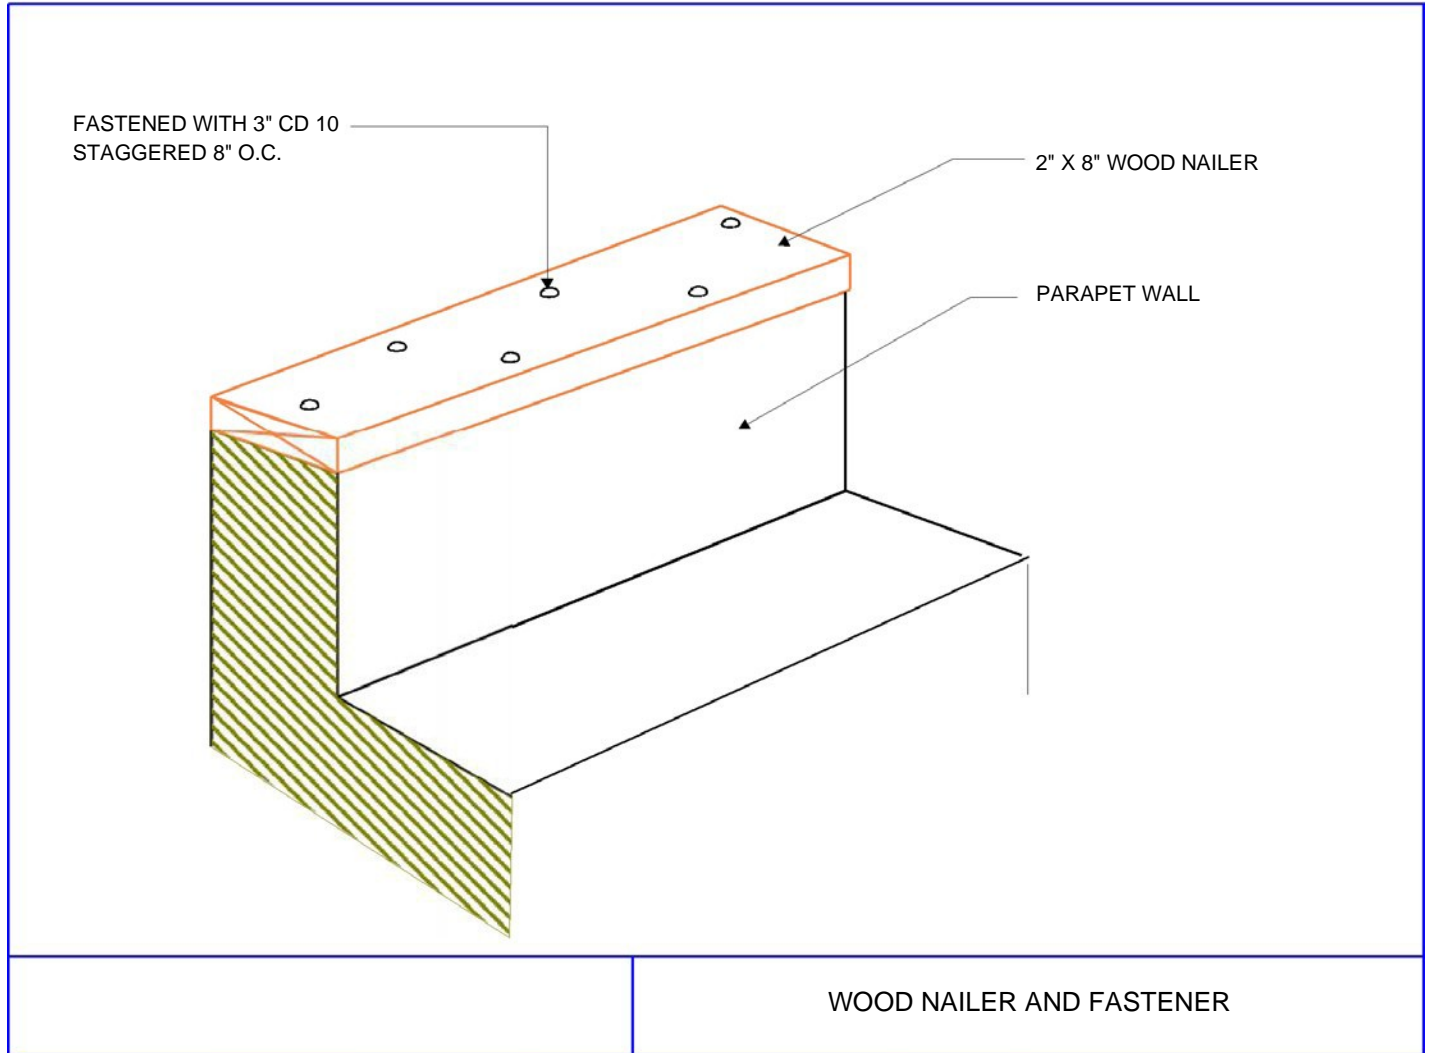 FASTENED WITH 3" CD 10
STAGGERED 8" O.C.
2" X 8" WOOD NAILER
PARAPET WALL
WOOD NAILER AND FASTENER